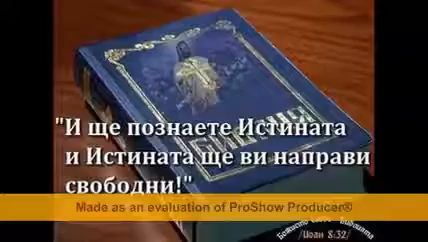 "И ще познаете Истината
и Истината ще ви направи
свободни!"
Made as an evaluation of ProShow Producer®
/Йоан 8:32/